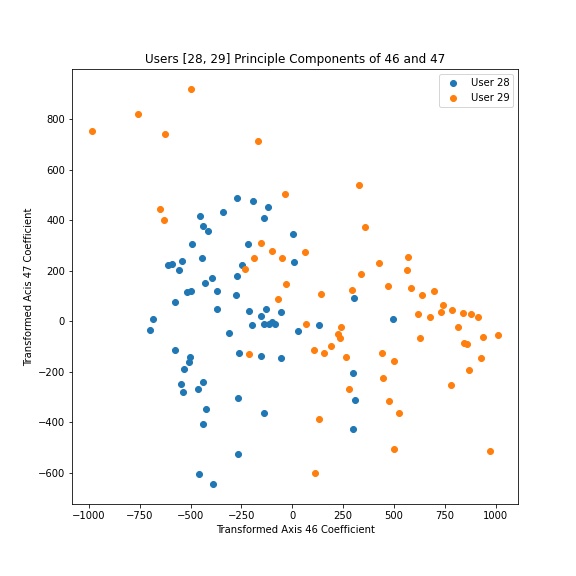 Users [28, 29] Principle Components of 46 and 47
User 28
User 29
Transformed Acis 47 Coefficient
800
600
400
200
0
−200
−400
−600
−1000 −750 −500 −250 0 250 500 750 1000
Transformed Axis 46 Coefficient